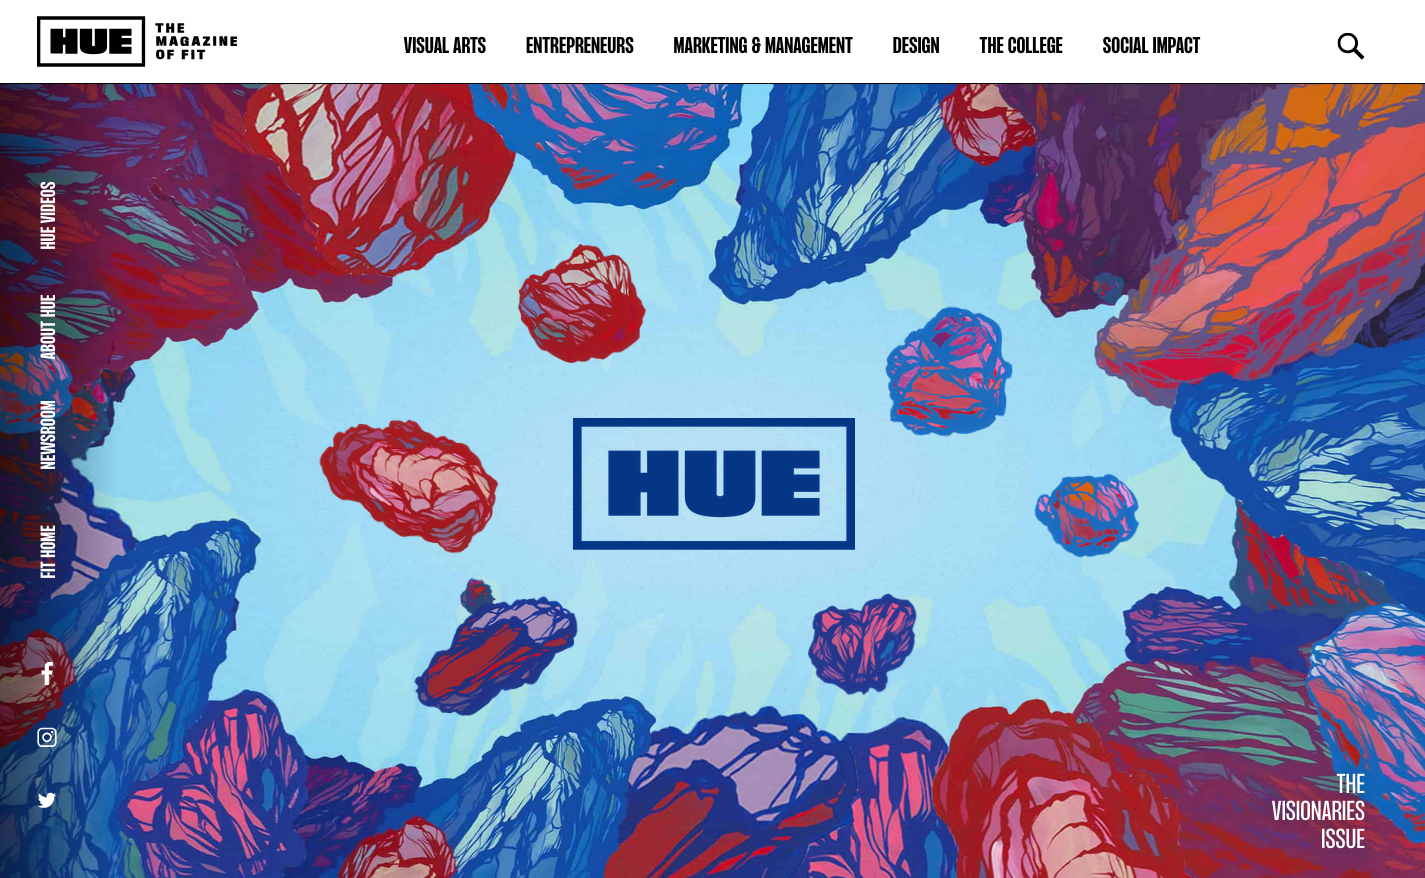 HUE
THE
MAGAZINE
OF FIT
VISUAL ARTS
ENTREPRENEURS
MARKETING & MANAGEMENT
DESIGN
THE COLLEGE
SOCIAL IMPACT
HUE VIDEOS
ABOUT HUE
NEWSROOM
FIT HOME
HUE
THE
VISIONARIES
ISSUE